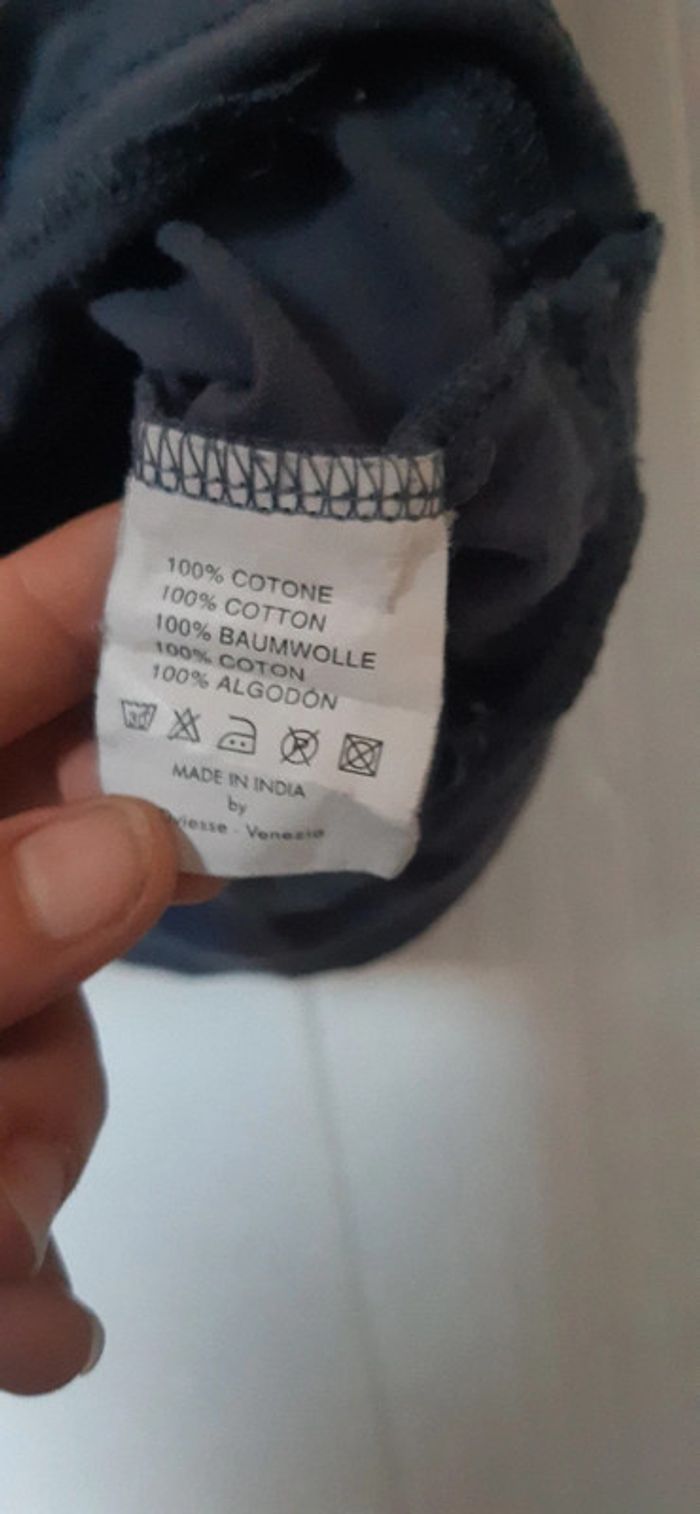 100% COTONE
100% COTTON
100% BAUMWOLLE
100% COTON
100% ALGODÓN
P
MADE IN INDIA
by
- Venezia